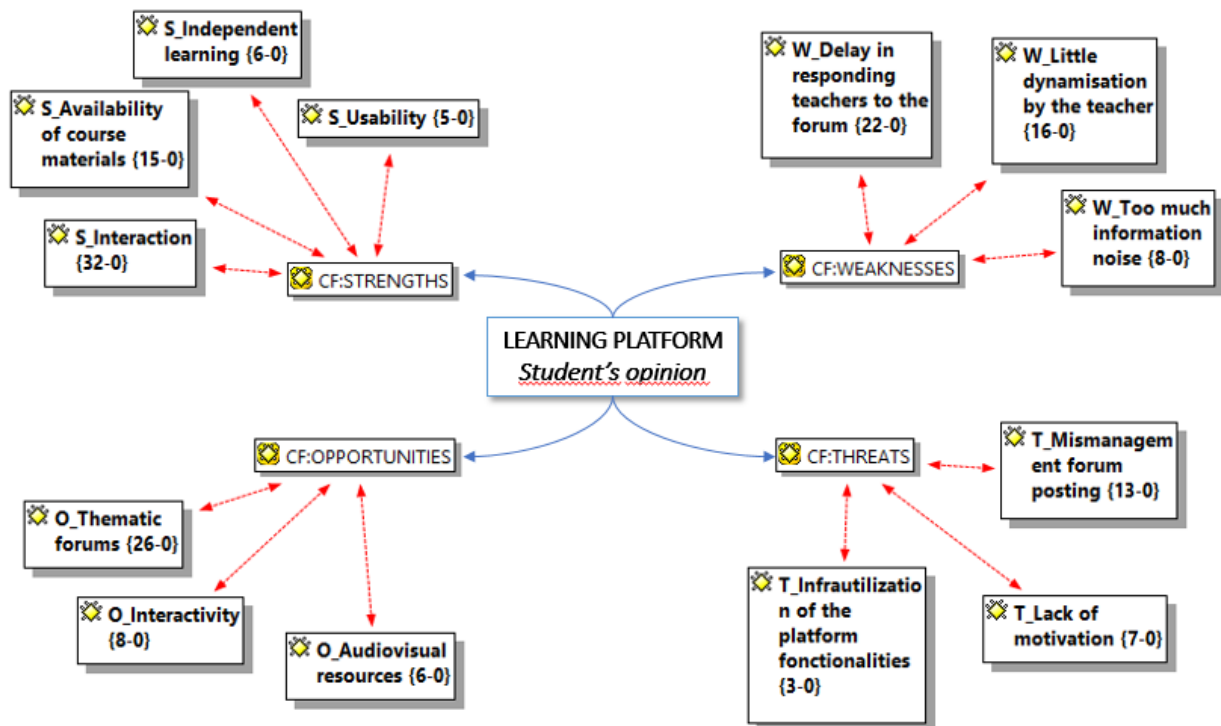 S_Independent
learning {6-0}
S_Availability
of course
materials {15-0}
S_Usability {5-0}
S_Interaction
{32-0}
CF:STRENGTHS
W_Delay in
responding
teachers to the
forum {22-0}
W_Little
dynamisation
by the teacher
{16-0}
W_Too much
information
noise {8-0}
CF:WEAKNESSES
LEARNING PLATFORM
Student's opinion
CF:OPPORTUNITIES
O_Thematic
forums {26-0}
O_Interactivity
{8-0}
O_Audiovisual
resources {6-0}
CF:THREATS
T_Mismanagem
ent forum
posting {13-0}
T_Infrautilizatio
n of the
platform
fonctionalities
{3-0}
T_Lack of
motivation {7-0}